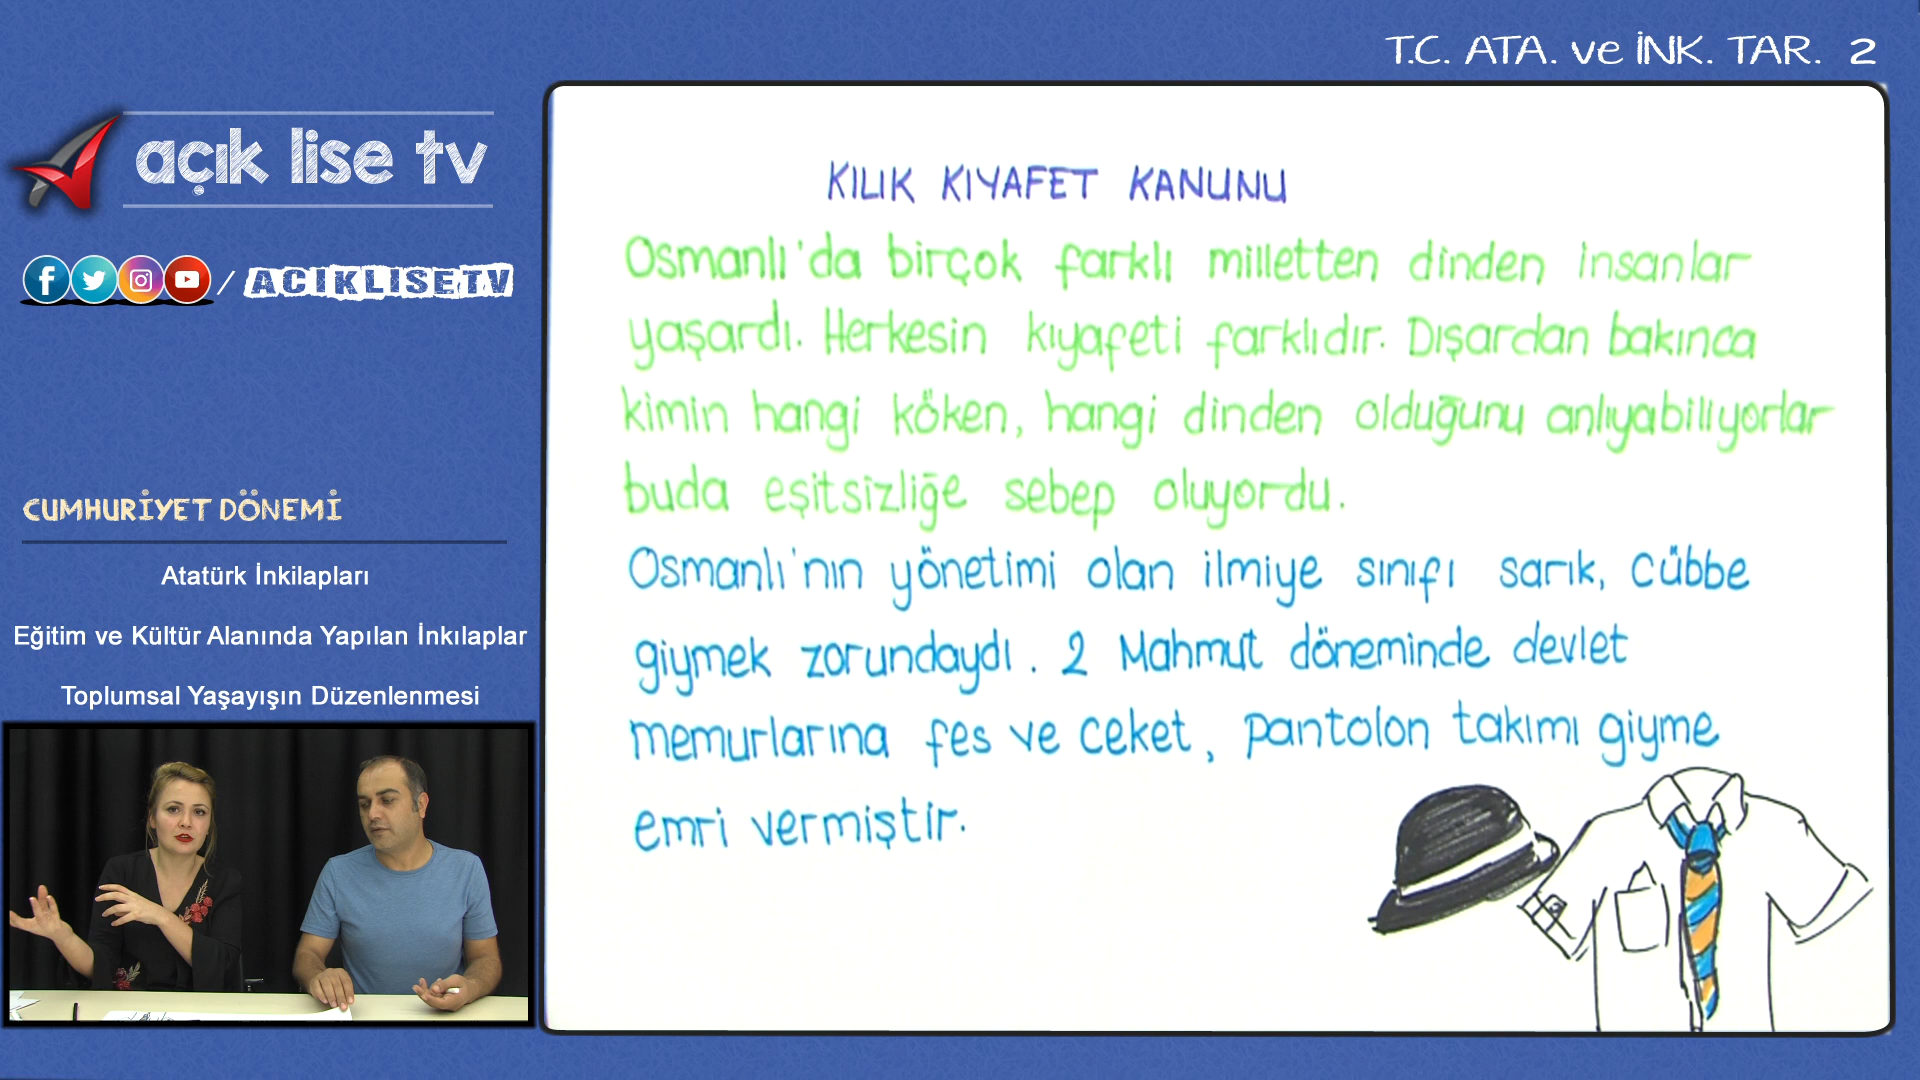 T.C. ATA. ve İNK. TAR. 2
açık lise tv
/ ACIKLISETV
CUMHURİYET DÖNEMİ
Atatürk İnkilapları
Eğitim ve Kültür Alanında Yapılan İnkılaplar
Toplumsal Yaşayışın Düzenlenmesi
KILIK KIYAFET KANUNU
Osmanlı'da birçok farklı milletten dinden insanlar
yaşardı. Herkesin kıyafeti farklıdır. Dışardan bakınca
kimin hangi köken, hangi dinden olduğunu anlıyabiliyorlar
buda eşitsizliğe sebep oluyordu.
Osmanlı'nın yönetimi olan ilmiye sınıfı sarık, cübbe
giymek zorundaydı. 2 Mahmut döneminde devlet
memurlarına fes ve ceket, pantolon takımı giyme
emri vermiştir.